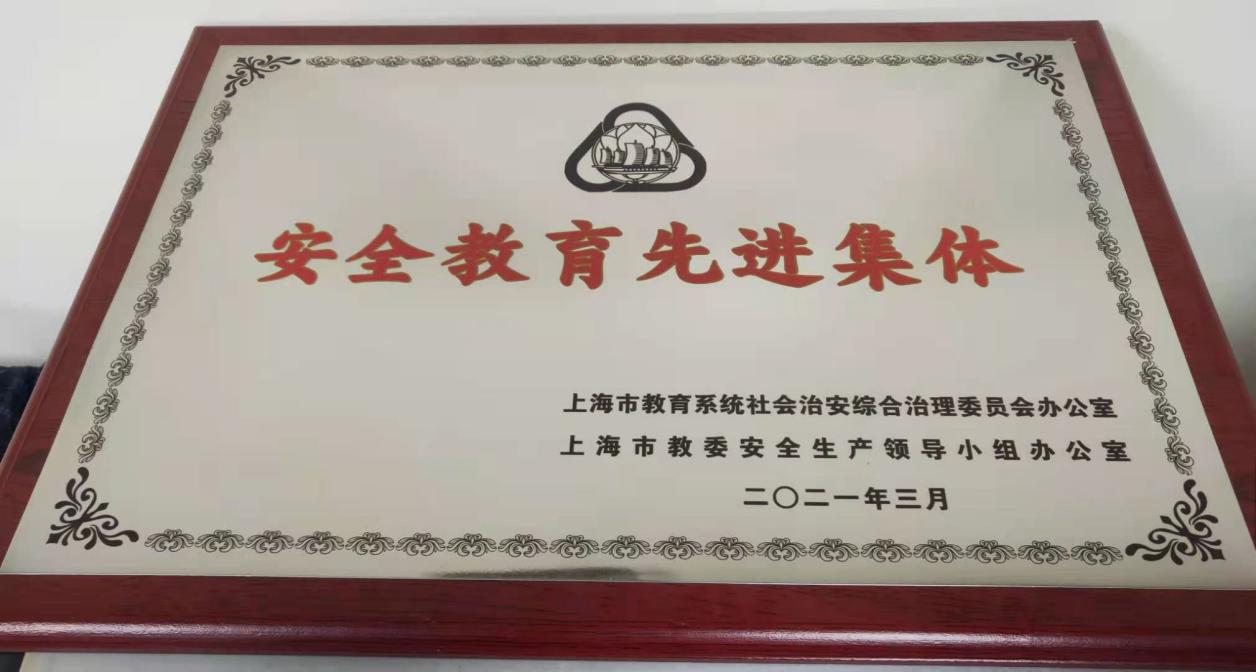 安全教育先进集体
上海市教育系统社会治安综合治理委员会办公室
上海市教委安全生产领导小组办公室
二〇二一年三月